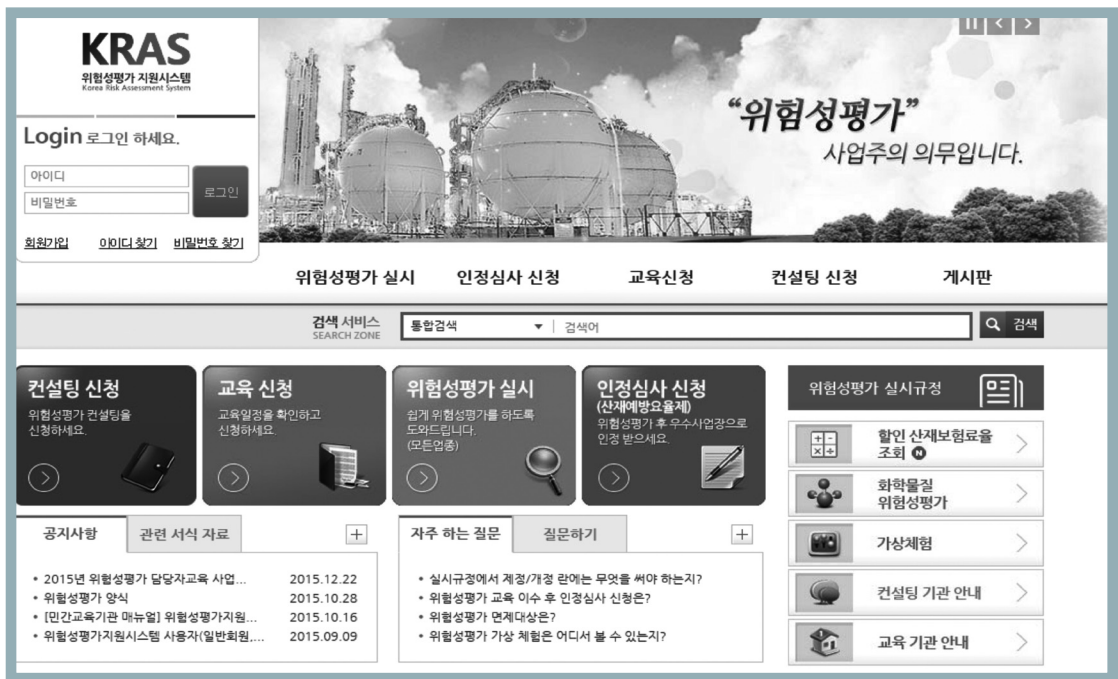 KRAS
위험성평가 지원시스템
Korea Risk Assessment System
Login 로그인 하세요.
아이디
비밀번호
로그인
회원가입 아이디 찾기 비밀번호 찾기
“위험성평가”
사업주의 의무입니다.
위험성평가 실시 인정심사 신청 교육신청 컨설팅 신청 게시판
검색 서비스
SEARCH ZONE
통합검색 검색어 검색
컨설팅 신청
위험성평가 컨설팅을
신청하세요.
교육 신청
교육일정을 확인하고
신청하세요.
위험성평가 실시
쉽게 위험성평가를 하도록
도와드립니다.
(모든업종)
인정심사 신청
(산재예방요율제)
위험성평가 후 우수사업장으로
인정 받으세요.
위험성평가 실시규정
할인 산재보험료율
조회 N
화학물질
위험성평가
가상체험
컨설팅 기관 안내
교육 기관 안내
공지사항 관련 서식 자료
• 2015년 위험성평가 담당자교육 사업... 2015.12.22
• 위험성평가 양식 2015.10.28
• [민간교육기관 매뉴얼] 위험성평가지원... 2015.10.16
• 위험성평가지원시스템 사용자(일반회원,... 2015.09.09
자주 하는 질문 질문하기
• 실시규정에서 제정/개정 란에는 무엇을 써야 하는지?
• 위험성평가 교육 이수 후 인정심사 신청은?
• 위험성평가 면제대상은?
• 위험성평가 가상 체험은 어디서 볼 수 있는지?